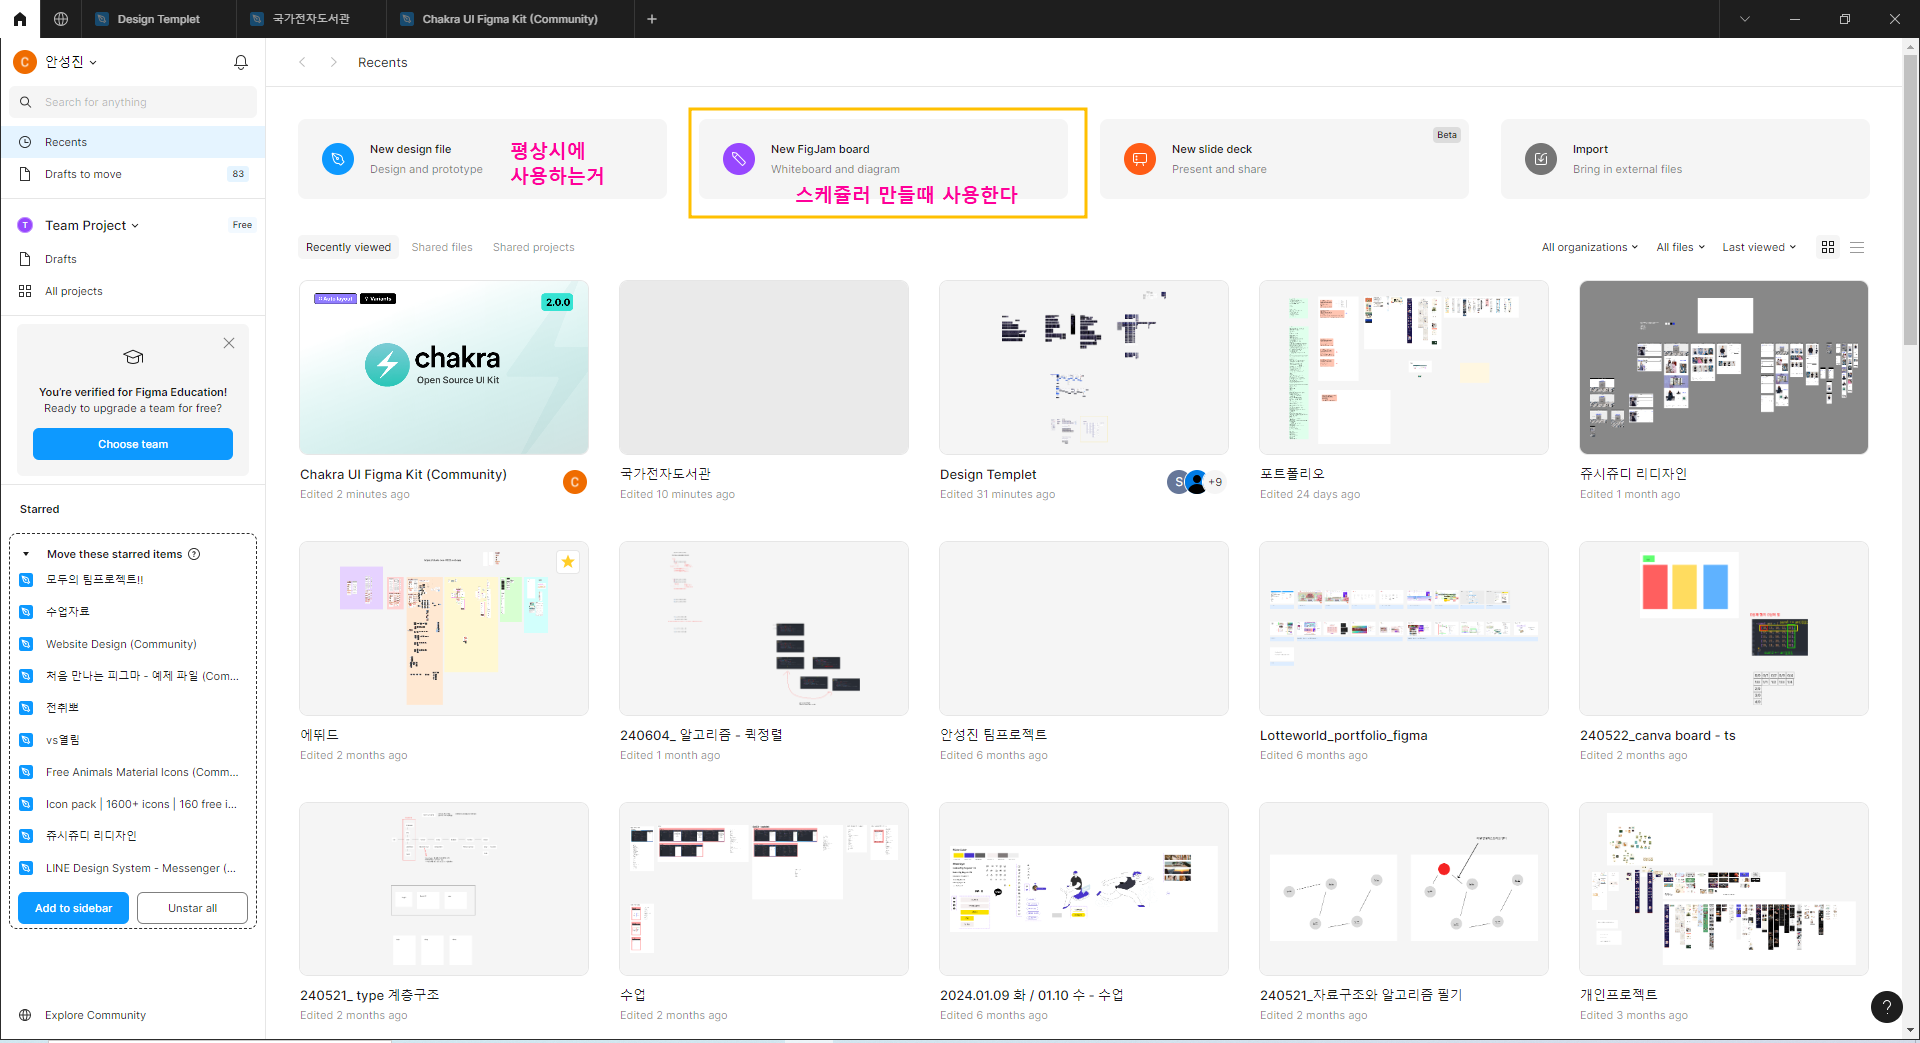 Design Templet
국가전자도서관
Chakra UI Figma Kit (Community)
C
안성진
Search for anything
Recents
Drafts to move
83
T
Team Project
Free
Drafts
All projects
You're verified for Figma Education!
Ready to upgrade a team for free?
Choose team
Starred
Move these starred items
모두의 팀프로젝트!!
수업자료
Website Design (Community)
처음 만나는 피그마 - 예제 파일 (Com...
전취뽀
vs열림
Free Animals Material Icons (Comm...
Icon pack | 1600+ icons | 160 free i...
쥬시쥬디 리디자인
LINE Design System - Messenger (...
Add to sidebar
Unstar all
Explore Community
Recents
New design file
Design and prototype
평상시에
사용하는거
New FigJam board
Whiteboard and diagram
스케쥴러 만들때 사용한다
New slide deck
Present and share
Beta
Import
Bring in external files
Recently viewed
Shared files
Shared projects
All organizations
All files
Last viewed
Auto layout
Variants
2.0.0
chakra
Open Source UI Kit
Chakra UI Figma Kit (Community)
Edited 2 minutes ago
C
국가전자도서관
Edited 10 minutes ago
Design Templet
Edited 31 minutes ago
S
+9
포트폴리오
Edited 24 days ago
쥬시쥬디 리디자인
Edited 1 month ago
에뛰드
Edited 2 months ago
240604_ 알고리즘 - 퀵정렬
Edited 1 month ago
안성진 팀프로젝트
Edited 6 months ago
Lotteworld_portfolio_figma
Edited 6 months ago
240522_canva board - ts
Edited 2 months ago
240521_ type 계층구조
Edited 2 months ago
수업
Edited 2 months ago
2024.01.09 화 / 01.10 수 - 수업
Edited 6 months ago
240521_자료구조와 알고리즘 필기
Edited 2 months ago
개인프로젝트
Edited 3 months ago
?